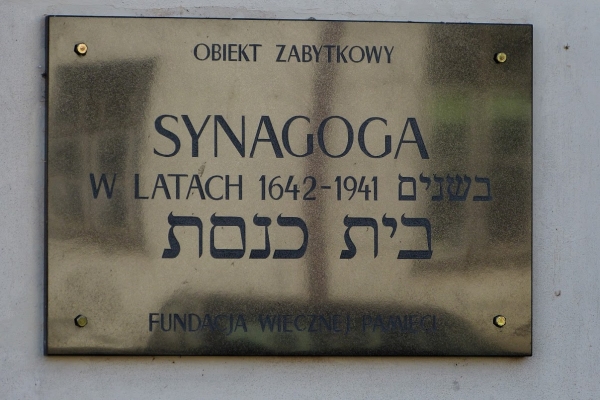 OBIEKT ZABYTKOWY
SYNAGOGA
W LATACH 1642-1941 בשנים
בית כנסת
FUNDACJA WIECZNEJ PAMIĘCI